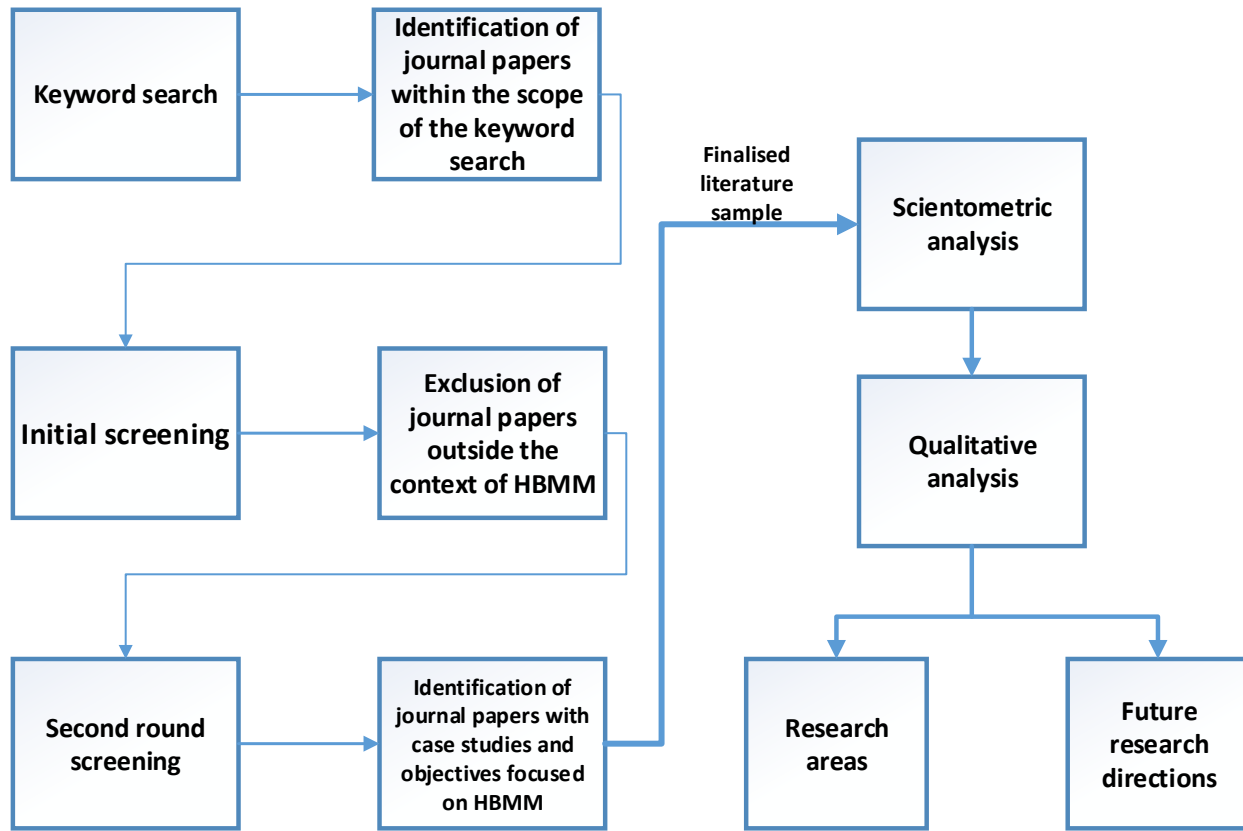 Keyword search
Identification of
journal papers
within the scope
of the keyword
search
Initial screening
Exclusion of
journal papers
outside the
context of HBMM
Second round
screening
Identification of
journal papers with
case studies and
objectives focused
on HBMM
Finalised
literature
sample
Scientometric
analysis
Qualitative
analysis
Research
areas
Future
research
directions